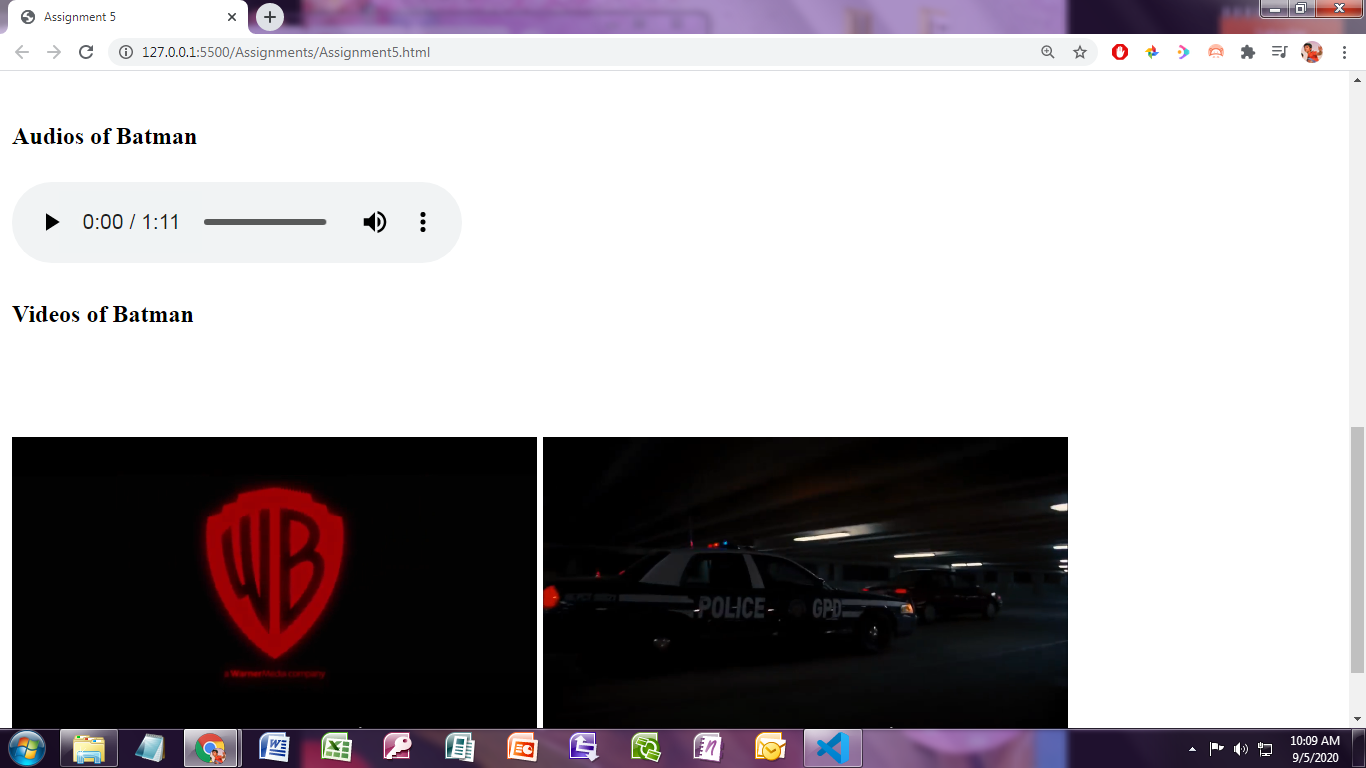 Assignment 5
127.0.0.1:5500/Assignments/Assignment5.html
Audios of Batman
0:00 / 1:11
Videos of Batman
WB
a WarnerMedia company
POLICE GPD
10:09 AM
9/5/2020